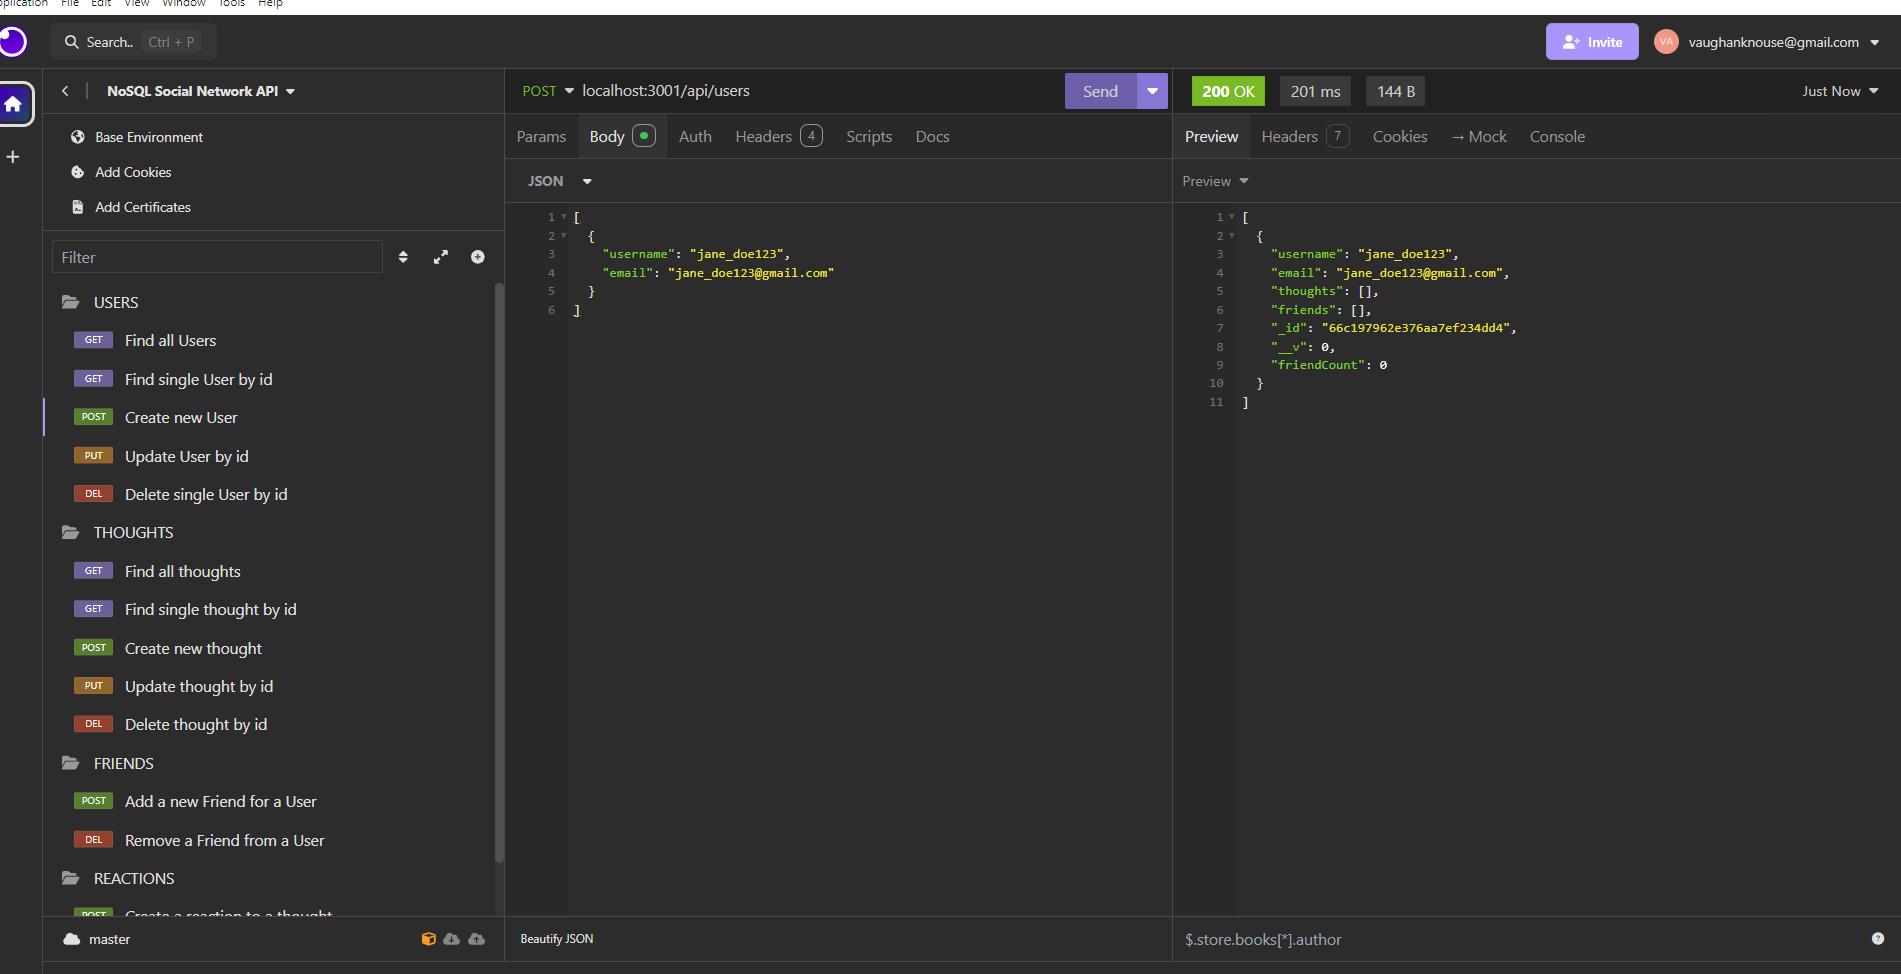 pplication File Edit View Window Tools Help
Search.. Ctrl + P
Invite
VA vaughanknouse@gmail.com
NoSQL Social Network API
Base Environment
Add Cookies
Add Certificates
Filter
USERS
GET Find all Users
GET Find single User by id
POST Create new User
PUT Update User by id
DEL Delete single User by id
THOUGHTS
GET Find all thoughts
GET Find single thought by id
POST Create new thought
PUT Update thought by id
DEL Delete thought by id
FRIENDS
POST Add a new Friend for a User
DEL Remove a Friend from a User
REACTIONS
POST Create a reaction to a thought
master
POST localhost:3001/api/users
Send
Params Body Auth Headers 4 Scripts Docs
JSON
1 [
2 {
3 "username": "jane_doe123",
4 "email": "jane_doe123@gmail.com"
5 }
6 ]
Beautify JSON
200 OK 201 ms 144 B Just Now
Preview Headers 7 Cookies → Mock Console
Preview
1 [
2 {
3 "username": "jane_doe123",
4 "email": "jane_doe123@gmail.com",
5 "thoughts": [],
6 "friends": [],
7 "_id": "66c197962e376aa7ef234dd4",
8 "__v": 0,
9 "friendCount": 0
10 }
11 ]
$.store.books[*].author